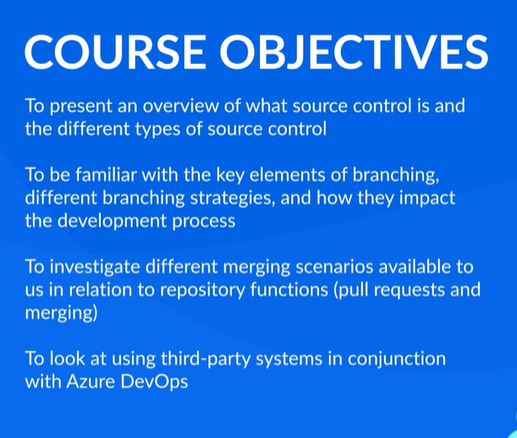 COURSE OBJECTIVES
To present an overview of what source control is and
the different types of source control
To be familiar with the key elements of branching,
different branching strategies, and how they impact
the development process
To investigate different merging scenarios available to
us in relation to repository functions (pull requests and
merging)
To look at using third-party systems in conjunction
with Azure DevOps